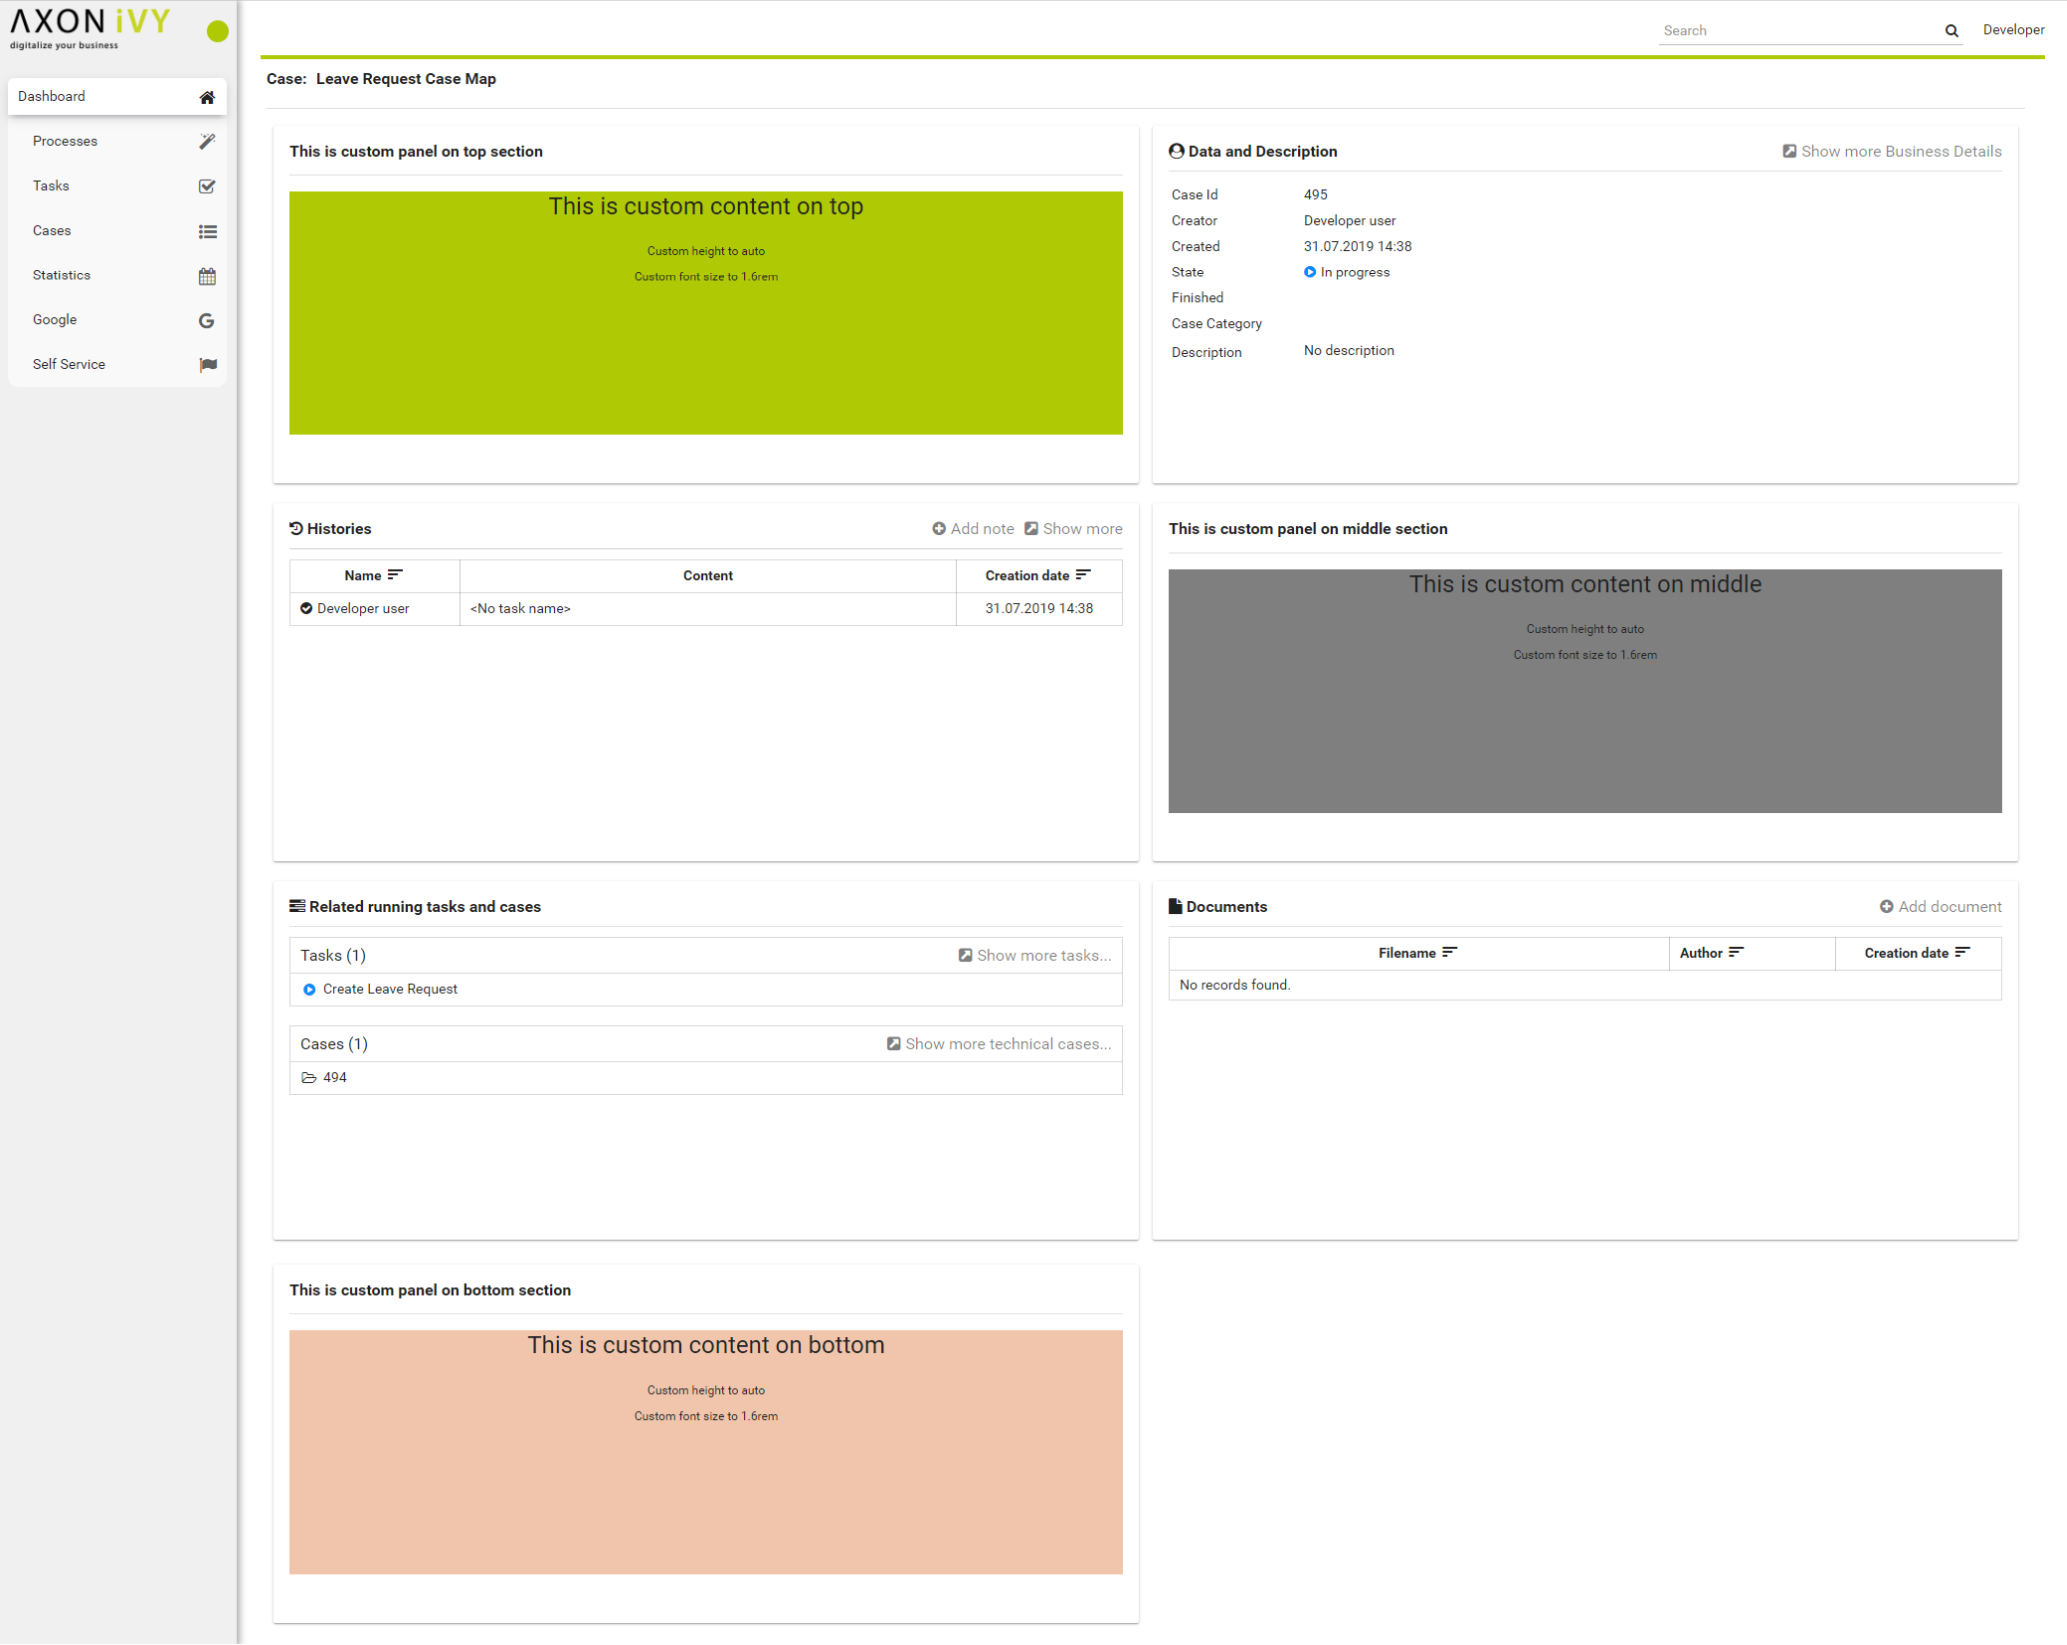 AXON iVY
digitalize your business
Search
Developer
Dashboard
Processes
Tasks
Cases
Statistics
Google
Self Service
Case: Leave Request Case Map
This is custom panel on top section
This is custom content on top
Custom height to auto
Custom font size to 1.6rem
Data and Description
Show more Business Details
Case Id 495
Creator Developer user
Created 31.07.2019 14:38
State In progress
Finished
Case Category
Description No description
Histories
Add note Show more
Name Content Creation date
Developer user <No task name> 31.07.2019 14:38
This is custom panel on middle section
This is custom content on middle
Custom height to auto
Custom font size to 1.6rem
Related running tasks and cases
Tasks (1) Show more tasks...
Create Leave Request
Cases (1) Show more technical cases...
494
Documents
Add document
Filename Author Creation date
No records found.
This is custom panel on bottom section
This is custom content on bottom
Custom height to auto
Custom font size to 1.6rem